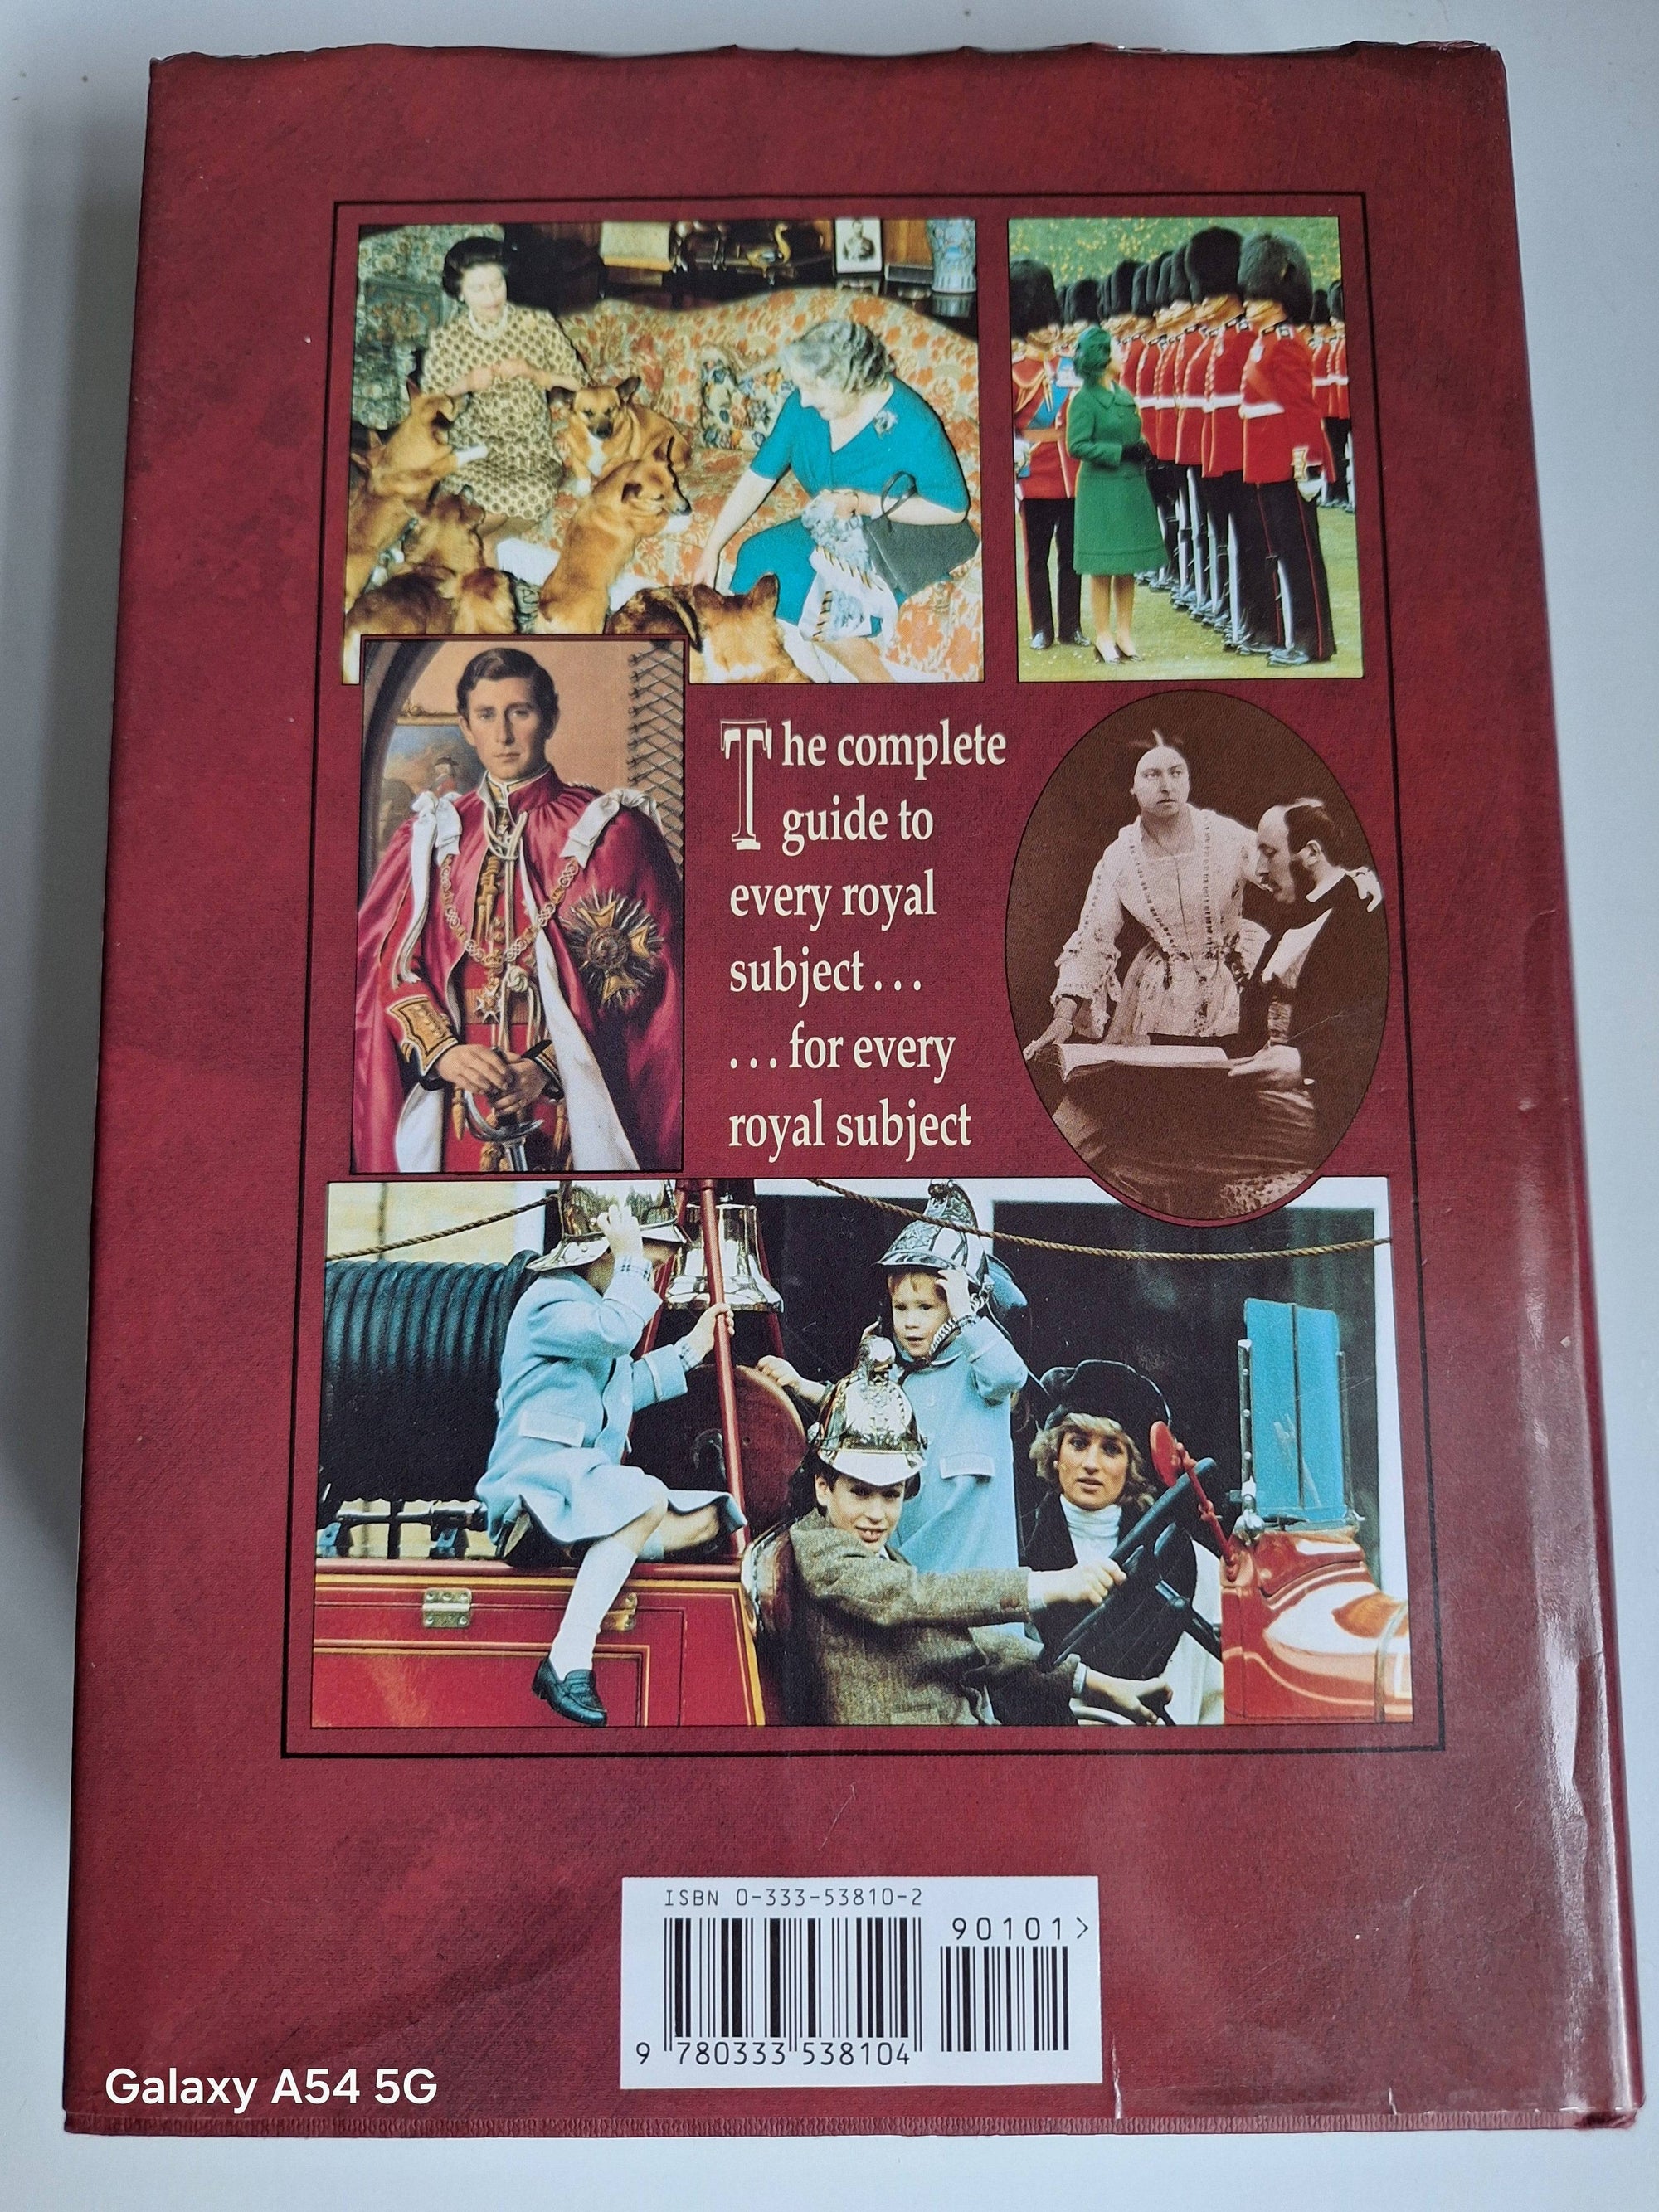 The complete
guide to
every royal
subject...
...for every
royal subject
ISBN 0-333-53810-2
90101>
9 780333 538104
Galaxy A54 5G